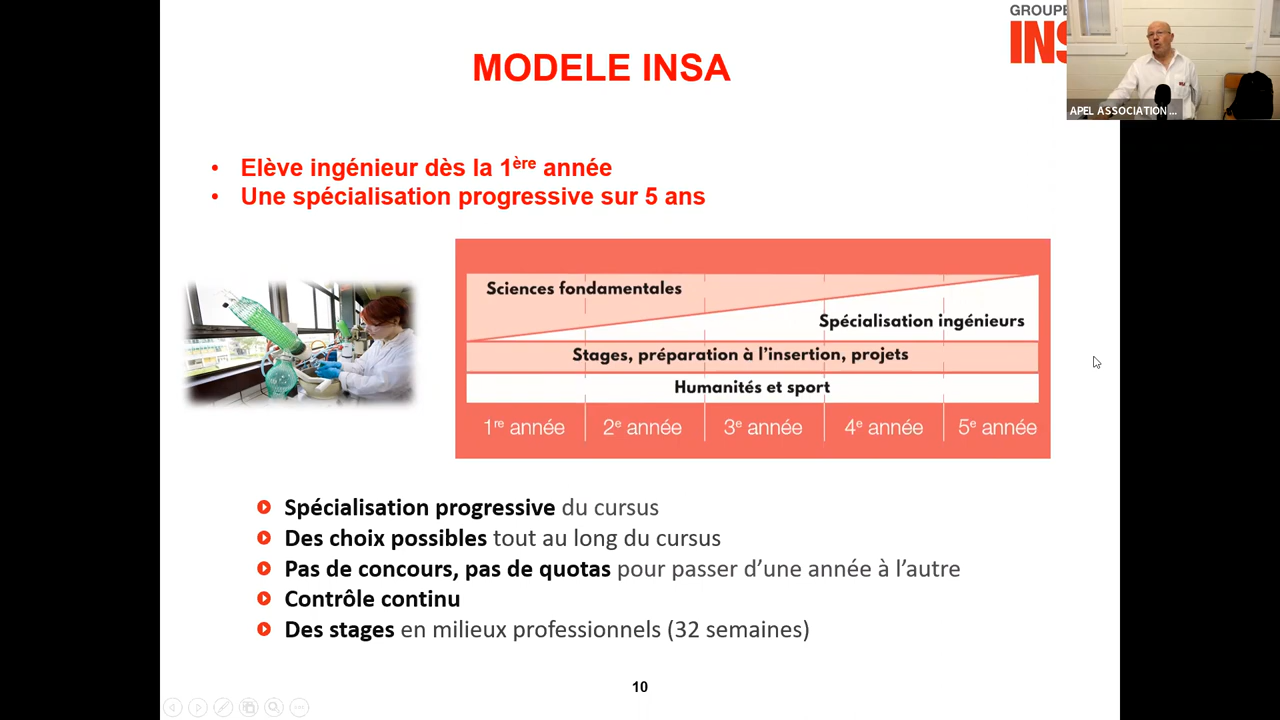 GROUPE
INS
MODELE INSA
APEL ASSOCIATION ...
• Elève ingénieur dès la 1ère année
• Une spécialisation progressive sur 5 ans
Sciences fondamentales
Spécialisation ingénieurs
Stages, préparation à l'insertion, projets
Humanités et sport
1re année 2e année 3e année 4e année 5e année
Spécialisation progressive du cursus
Des choix possibles tout au long du cursus
Pas de concours, pas de quotas pour passer d'une année à l'autre
Contrôle continu
Des stages en milieux professionnels (32 semaines)
10